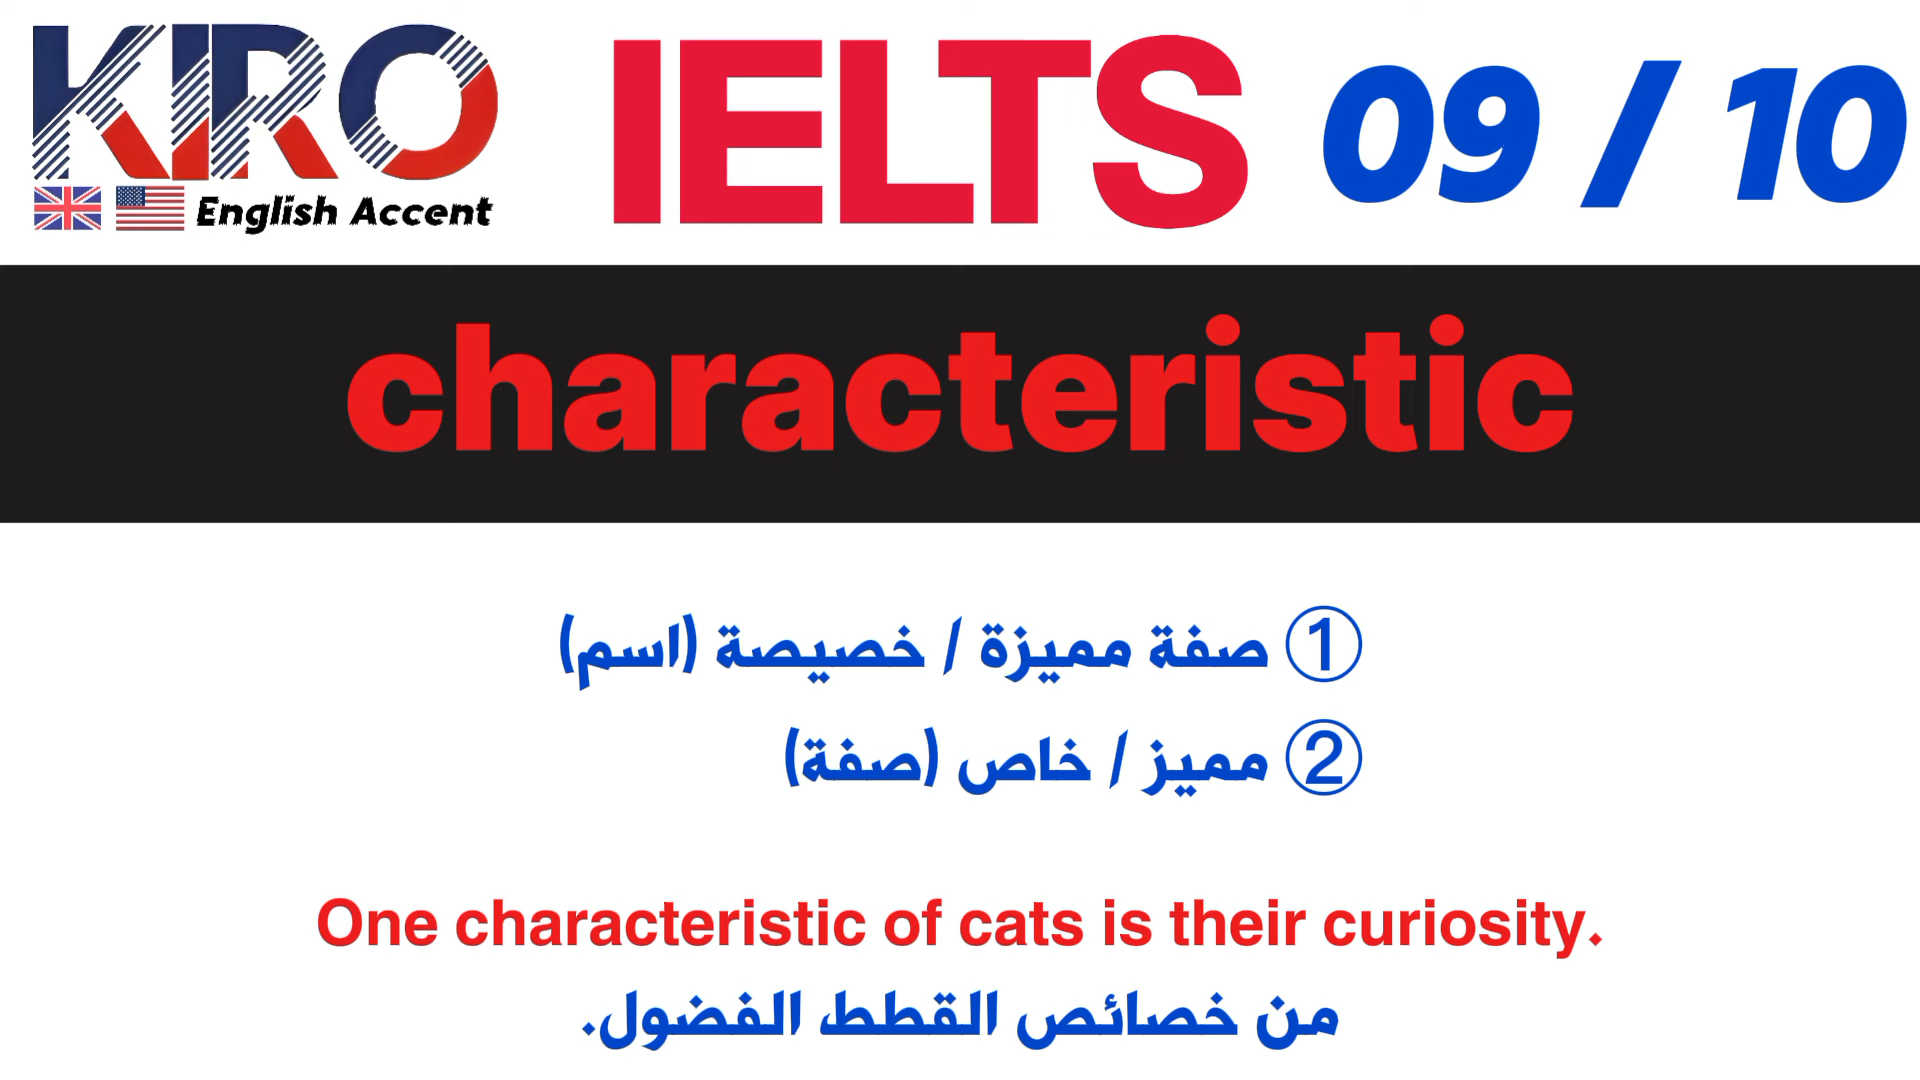 KIRO
English Accent
IELTS
09 / 10
characteristic
① صفة مميزة / خصيصة (اسم)
② مميز / خاص (صفة)
One characteristic of cats is their curiosity.
من خصائص القطط الفضول.